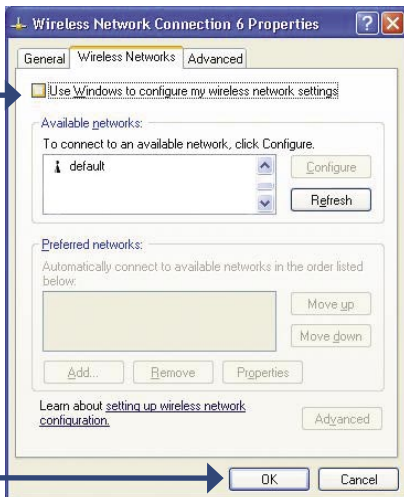 Wireless Network Connection 6 Properties
General Wireless Networks Advanced
Use Windows to configure my wireless network settings
Available networks:
To connect to an available network, click Configure.
default
Configure
Refresh
Preferred networks:
Automatically connect to available networks in the order listed
below:
Move up
Move down
Add... Remove Properties
Learn about setting up wireless network
configuration.
Advanced
OK Cancel